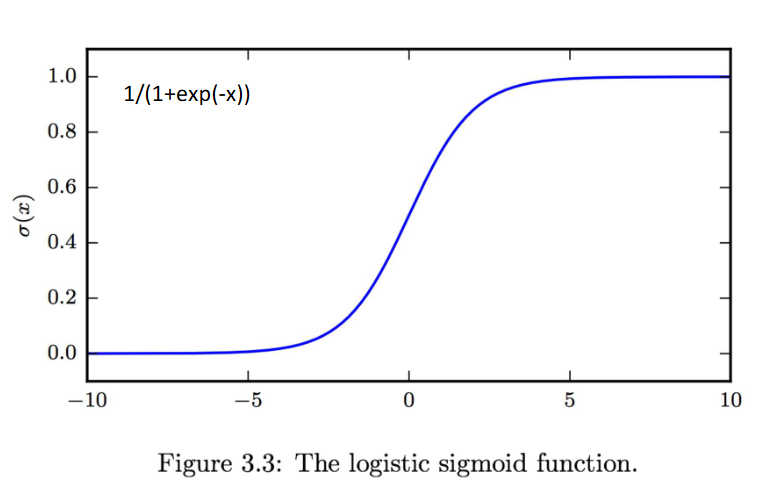 1/(1+exp(-x))
1.0
0.8
0.6
0.4
0.2
0.0
σ(x)
−10 −5 0 5 10
Figure 3.3: The logistic sigmoid function.